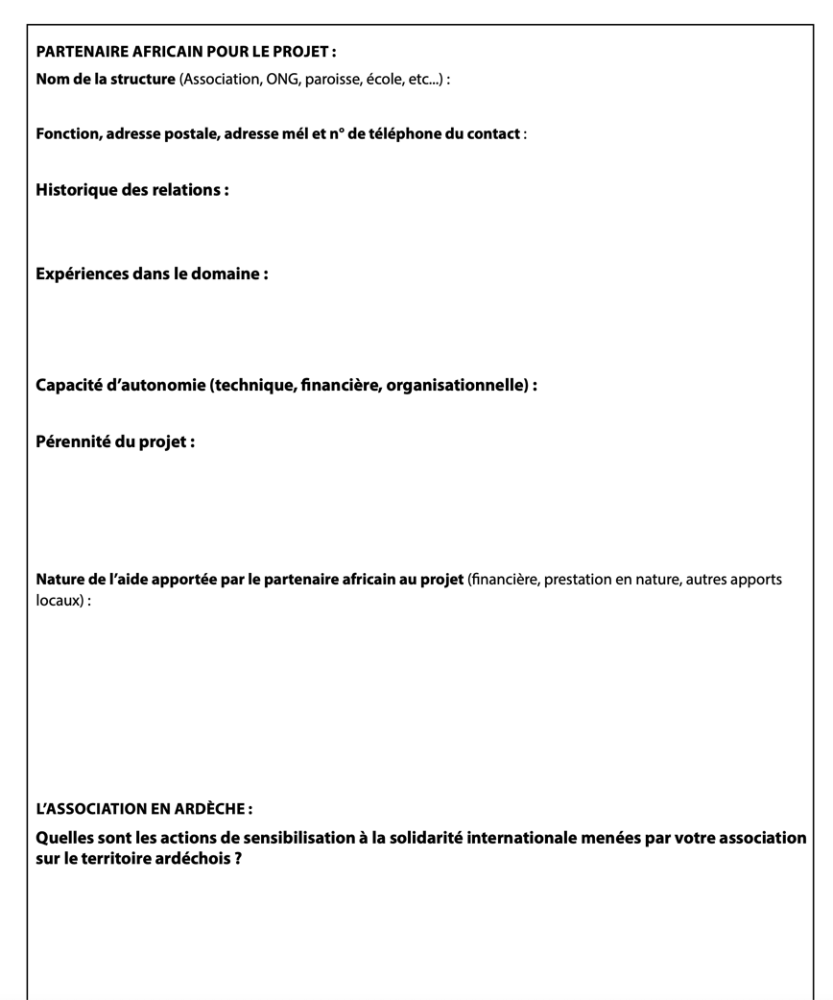 PARTENAIRE AFRICAIN POUR LE PROJET :
Nom de la structure (Association, ONG, paroisse, école, etc...) :
Fonction, adresse postale, adresse mél et n° de téléphone du contact :
Historique des relations :
Expériences dans le domaine :
Capacité d’autonomie (technique, financière, organisationnelle) :
Pérennité du projet :
Nature de l’aide apportée par le partenaire africain au projet (financière, prestation en nature, autres apports
locaux) :
L’ASSOCIATION EN ARDÈCHE :
Quelles sont les actions de sensibilisation à la solidarité internationale menées par votre association
sur le territoire ardéchois ?